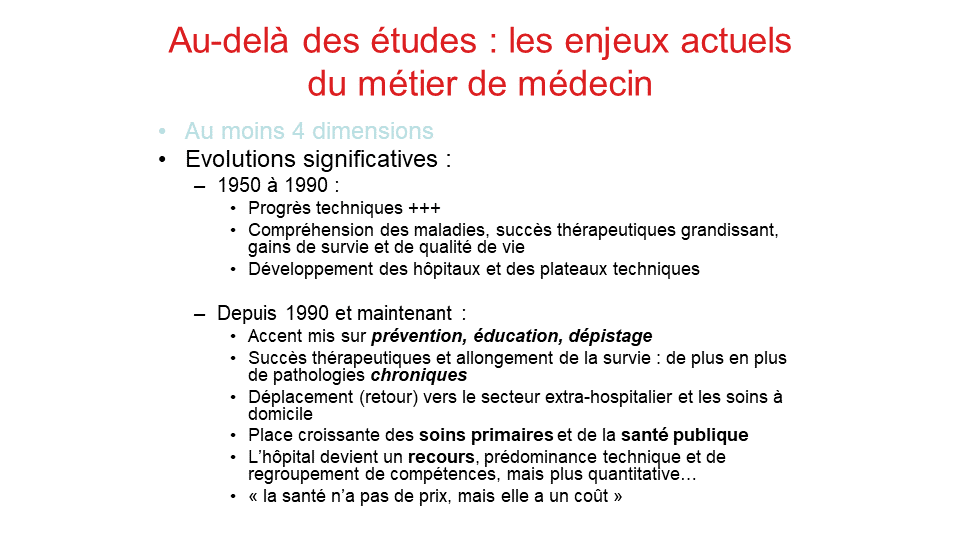 Au-delà des études : les enjeux actuels
du métier de médecin
• Au moins 4 dimensions
• Evolutions significatives :
– 1950 à 1990 :
• Progrès techniques +++
• Compréhension des maladies, succès thérapeutiques grandissant,
gains de survie et de qualité de vie
• Développement des hôpitaux et des plateaux techniques
– Depuis 1990 et maintenant :
• Accent mis sur prévention, éducation, dépistage
• Succès thérapeutiques et allongement de la survie : de plus en plus
de pathologies chroniques
• Déplacement (retour) vers le secteur extra-hospitalier et les soins à
domicile
• Place croissante des soins primaires et de la santé publique
• L’hôpital devient un recours, prédominance technique et de
regroupement de compétences, mais plus quantitative…
• « la santé n’a pas de prix, mais elle a un coût »